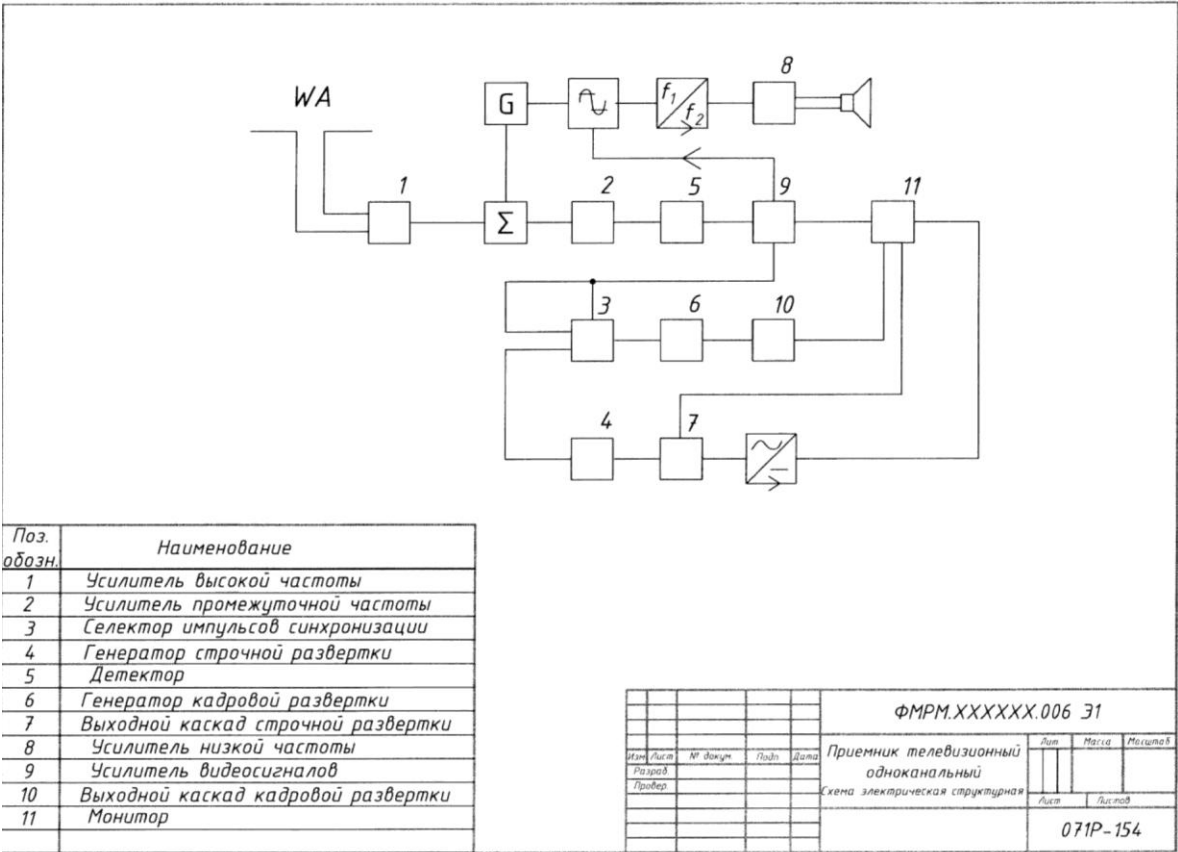 WA
G
f1
f2
8
1
Σ
2
5
9
11
3
6
10
4
7
Поз. обозн.
Наименование
1 Усилитель высокой частоты
2 Усилитель промежуточной частоты
3 Селектор импульсов синхронизации
4 Генератор строчной развертки
5 Детектор
6 Генератор кадровой развертки
7 Выходной каскад строчной развертки
8 Усилитель низкой частоты
9 Усилитель видеосигналов
10 Выходной каскад кадровой развертки
11 Монитор
ФМРМ.XXXXXX.006 Э1
Изм Лист № докум Подп Дата
Разраб.
Провер.
Приемник телевизионный
одноканальный
Схема электрическая структурная
Лит Масса Масштаб
Лист Листов
071Р-154